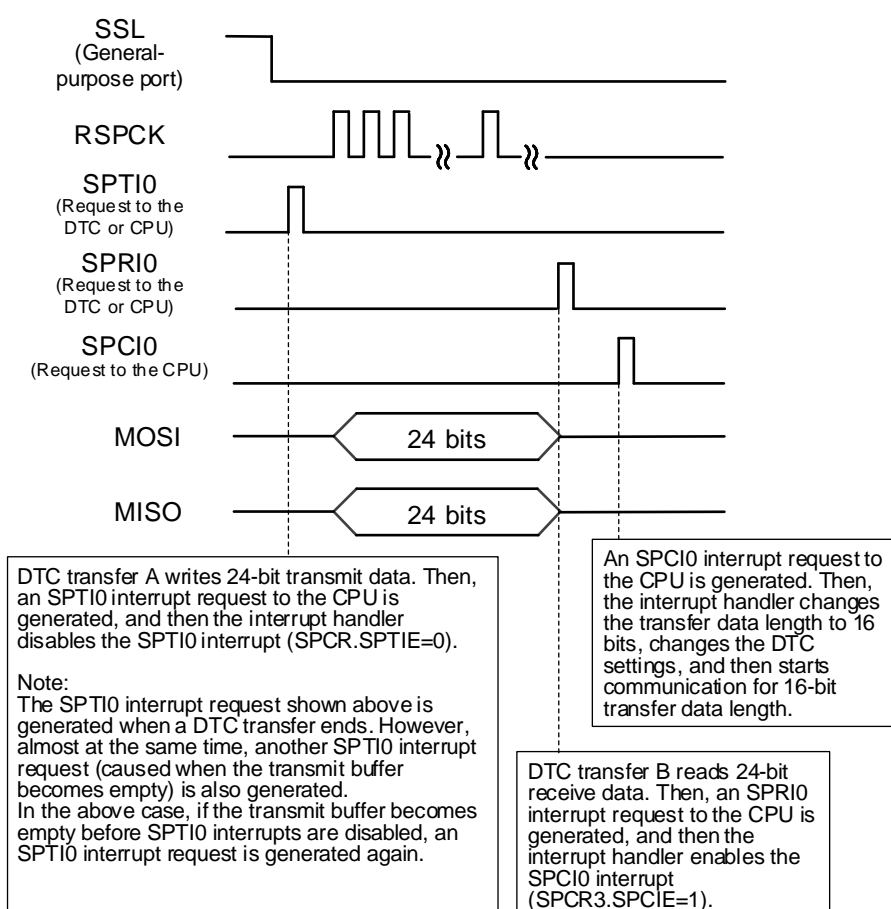 SSL
(General-
purpose port)
RSPCK
SPTI0
(Request to the
DTC or CPU)
SPRI0
(Request to the
DTC or CPU)
SPCI0
(Request to the CPU)
MOSI
24 bits
MISO
24 bits
DTC transfer A writes 24-bit transmit data. Then,
an SPTI0 interrupt request to the CPU is
generated, and then the interrupt handler
disables the SPTI0 interrupt (SPCR.SPTIE=0).
Note:
The SPTI0 interrupt request shown above is
generated when a DTC transfer ends. However,
almost at the same time, another SPTI0 interrupt
request (caused when the transmit buffer
becomes empty) is also generated.
In the above case, if the transmit buffer becomes
empty before SPTI0 interrupts are disabled, an
SPTI0 interrupt request is generated again.
An SPCI0 interrupt request to
the CPU is generated. Then,
the interrupt handler changes
the transfer data length to 16
bits, changes the DTC
settings, and then starts
communication for 16-bit
transfer data length.
DTC transfer B reads 24-bit
receive data. Then, an SPRI0
interrupt request to the CPU is
generated, and then the
interrupt handler enables the
SPCI0 interrupt
(SPCR3.SPCIE=1).